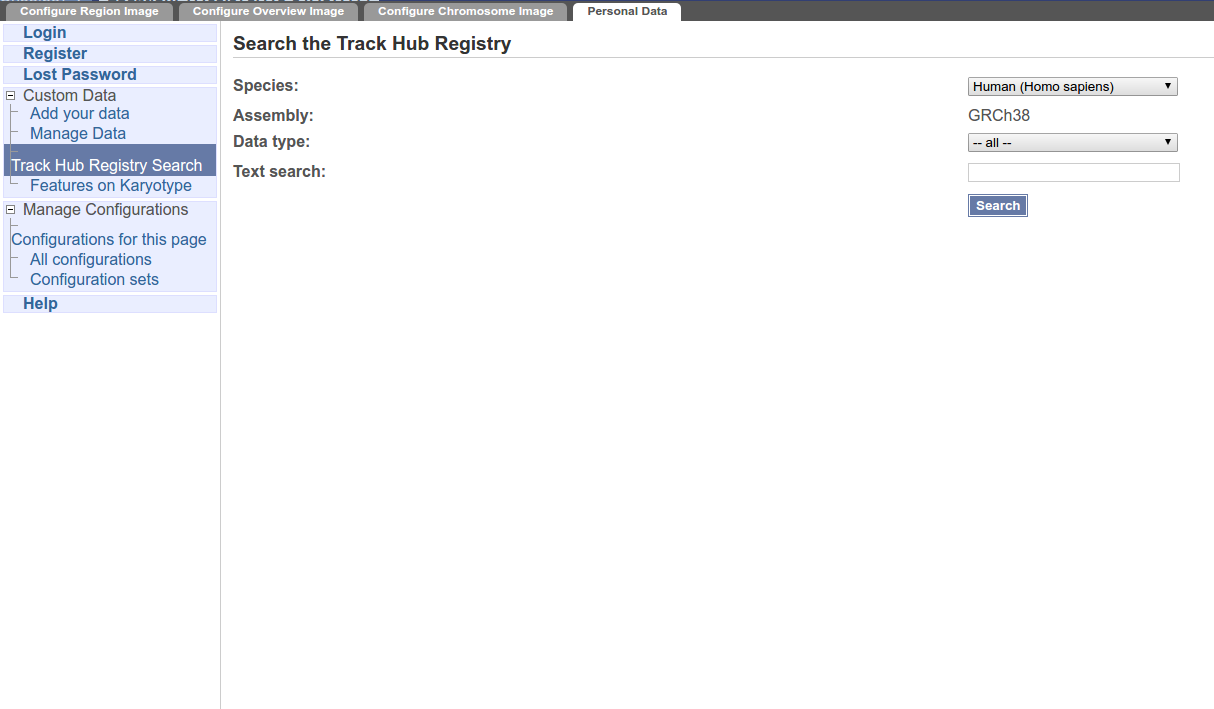 Configure Region Image
Configure Overview Image
Configure Chromosome Image
Personal Data
Login
Register
Lost Password
Custom Data
Add your data
Manage Data
Track Hub Registry Search
Features on Karyotype
Manage Configurations
Configurations for this page
All configurations
Configuration sets
Help
Search the Track Hub Registry
Species: Human (Homo sapiens)
Assembly: GRCh38
Data type: -- all --
Text search:
Search